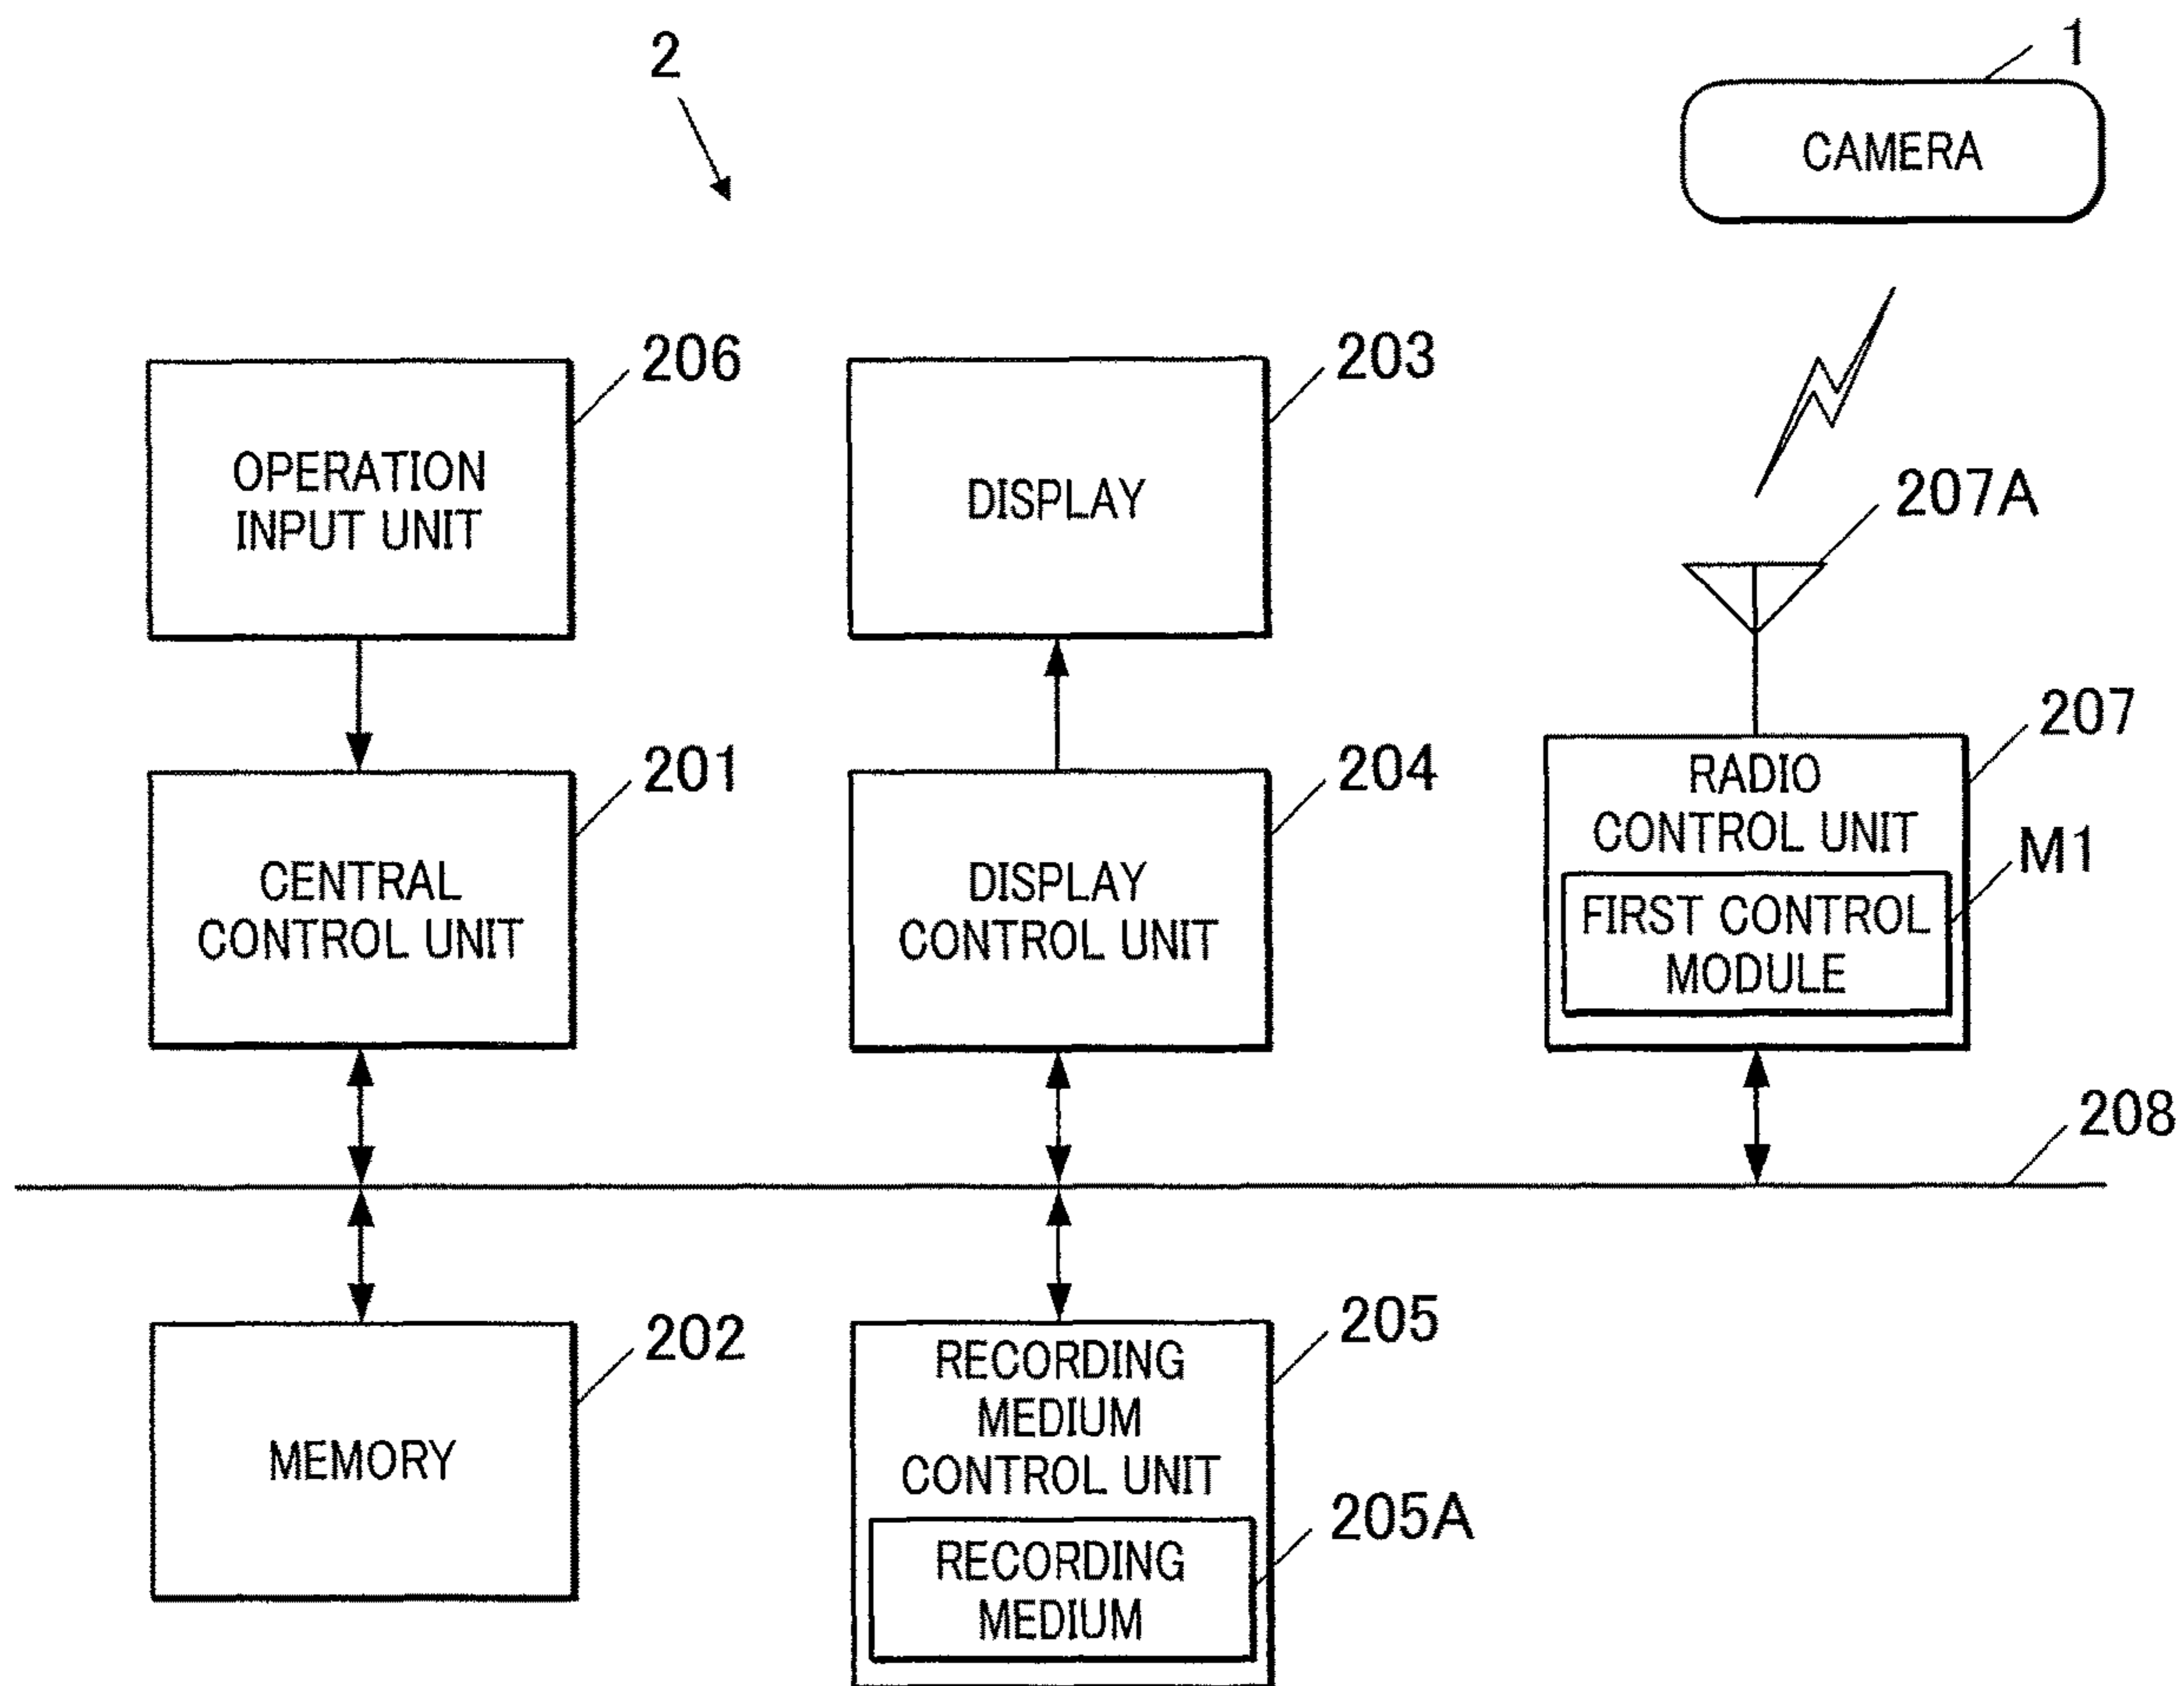 2
1
CAMERA
206
203
OPERATION
INPUT UNIT
DISPLAY
207A
201
204
207
CENTRAL
CONTROL UNIT
DISPLAY
CONTROL UNIT
RADIO
CONTROL UNIT
M1
FIRST CONTROL
MODULE
208
202
205
MEMORY
RECORDING
MEDIUM
CONTROL UNIT
205A
RECORDING
MEDIUM